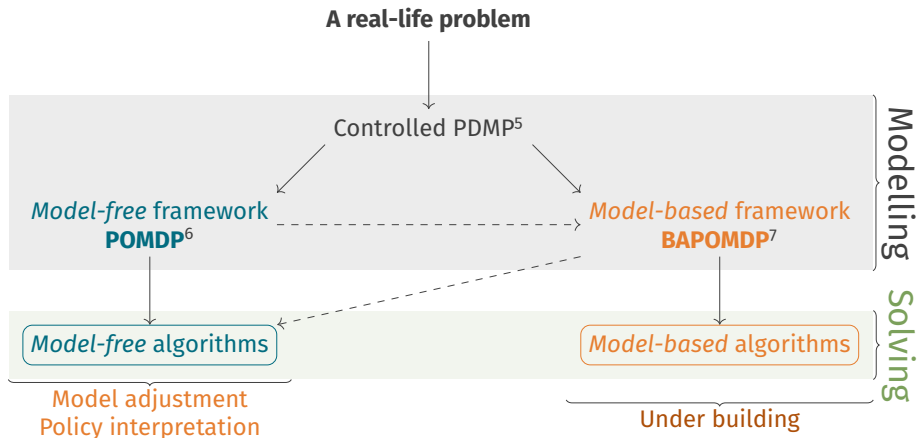 A real-life problem
Controlled PDMP⁵
Modelling
Model-free framework
POMDP⁶
Model-based framework
BAPOMDP⁷
Solving
Model-free algorithms
Model-based algorithms
Model adjustment
Policy interpretation
Under building